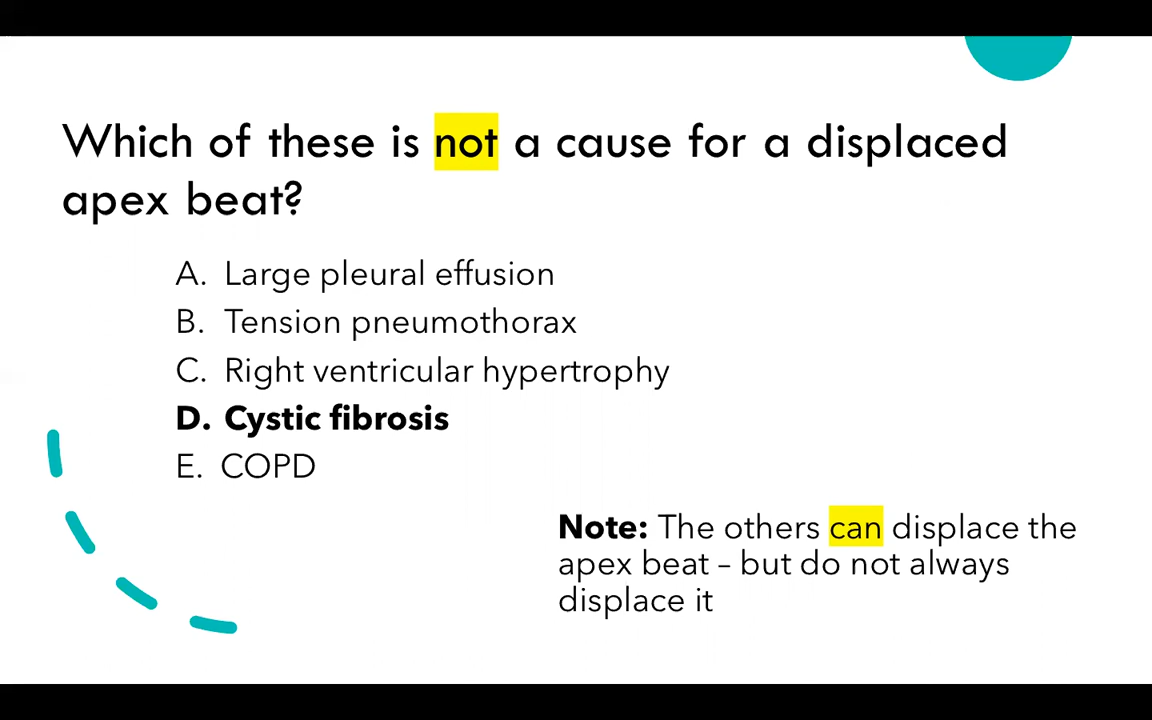 Which of these is not a cause for a displaced
apex beat?
A. Large pleural effusion
B. Tension pneumothorax
C. Right ventricular hypertrophy
D. Cystic fibrosis
E. COPD
Note: The others can displace the
apex beat – but do not always
displace it